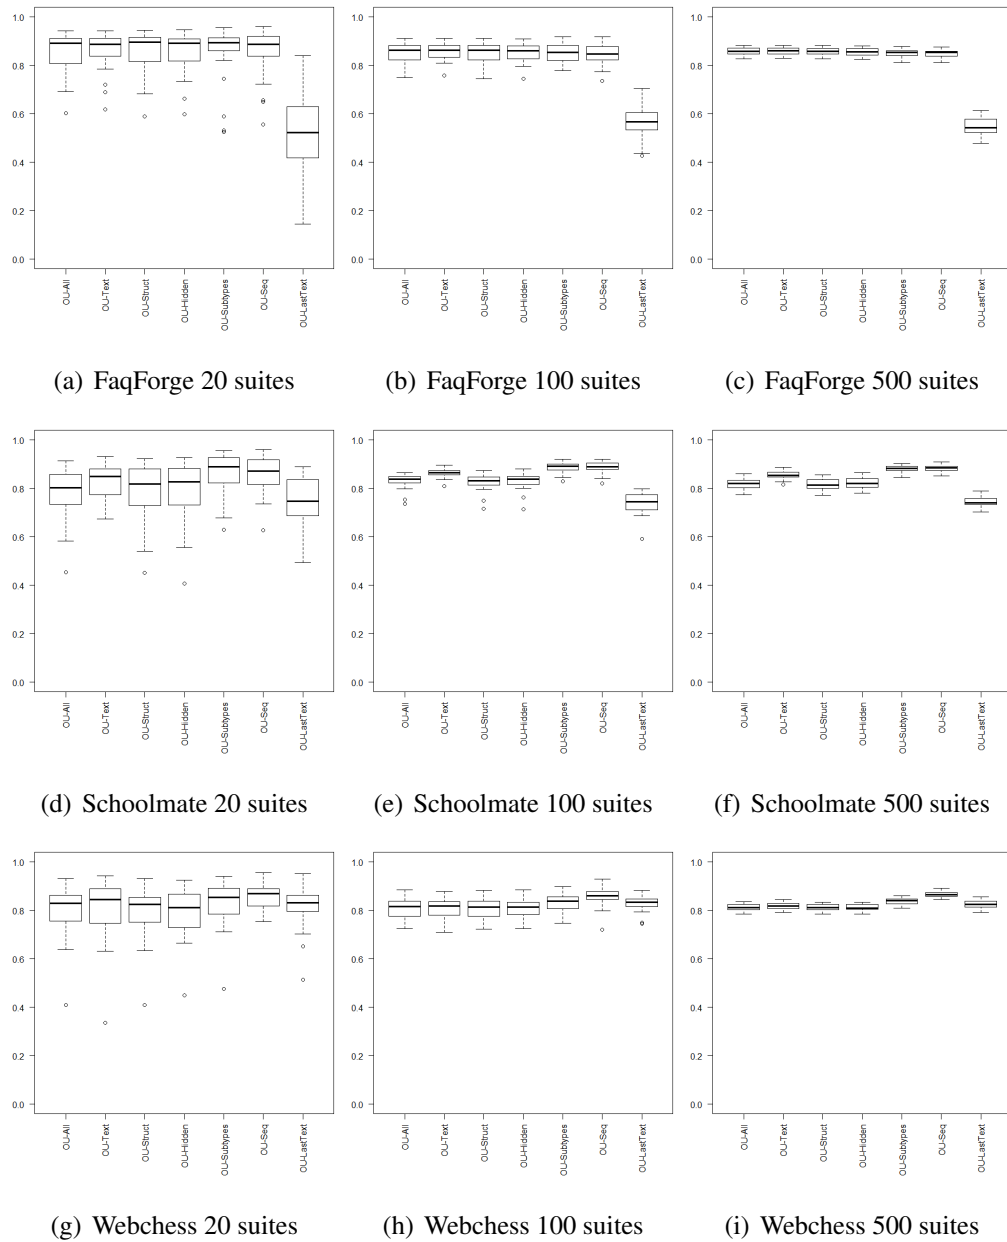 1.0 1.0 1.0
0.8 0.8 0.8
0.6 0.6 0.6
0.4 0.4 0.4
0.2 0.2 0.2
0.0 0.0 0.0
OU-All OU-Text OU-Struct OU-Hidden OU-Subtypes OU-Seq OU-LastText OU-All OU-Text OU-Struct OU-Hidden OU-Subtypes OU-Seq OU-LastText OU-All OU-Text OU-Struct OU-Hidden OU-Subtypes OU-Seq OU-LastText
(a) FaqForge 20 suites (b) FaqForge 100 suites (c) FaqForge 500 suites
1.0 1.0 1.0
0.8 0.8 0.8
0.6 0.6 0.6
0.4 0.4 0.4
0.2 0.2 0.2
0.0 0.0 0.0
OU-All OU-Text OU-Struct OU-Hidden OU-Subtypes OU-Seq OU-LastText OU-All OU-Text OU-Struct OU-Hidden OU-Subtypes OU-Seq OU-LastText OU-All OU-Text OU-Struct OU-Hidden OU-Subtypes OU-Seq OU-LastText
(d) Schoolmate 20 suites (e) Schoolmate 100 suites (f) Schoolmate 500 suites
1.0 1.0 1.0
0.8 0.8 0.8
0.6 0.6 0.6
0.4 0.4 0.4
0.2 0.2 0.2
0.0 0.0 0.0
OU-All OU-Text OU-Struct OU-Hidden OU-Subtypes OU-Seq OU-LastText OU-All OU-Text OU-Struct OU-Hidden OU-Subtypes OU-Seq OU-LastText OU-All OU-Text OU-Struct OU-Hidden OU-Subtypes OU-Seq OU-LastText
(g) Webchess 20 suites (h) Webchess 100 suites (i) Webchess 500 suites